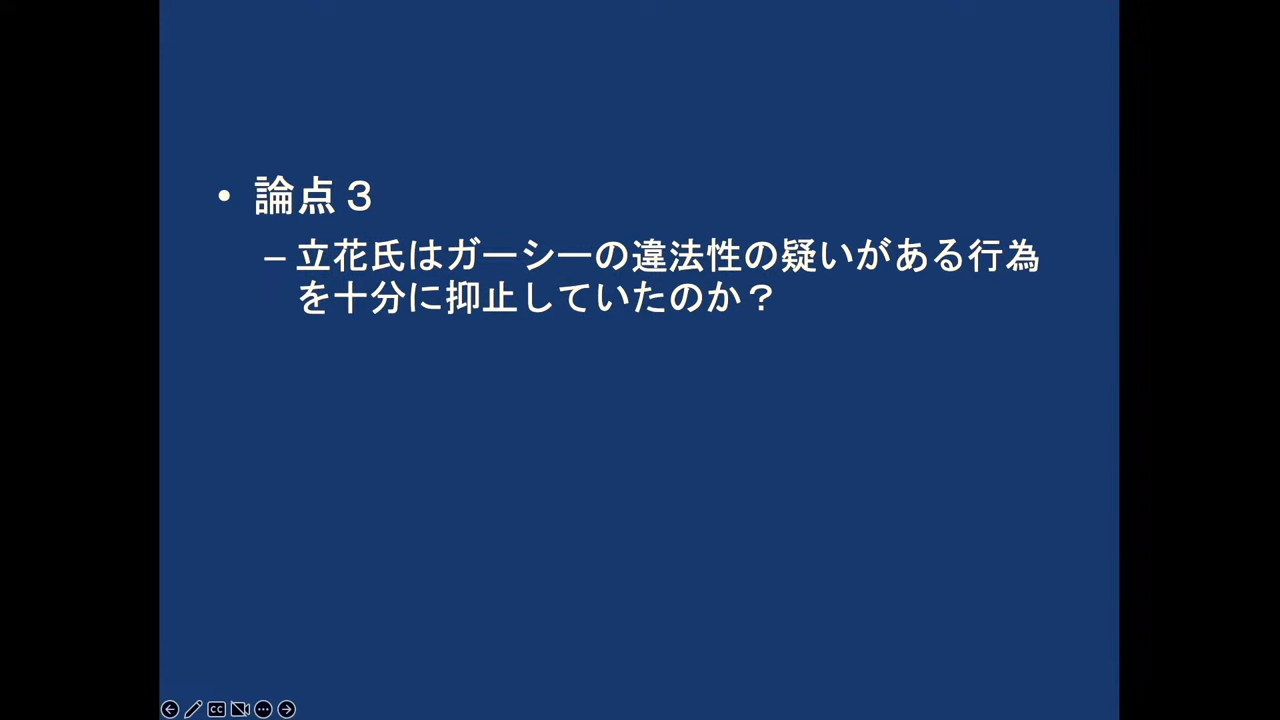 • 論点３
– 立花氏はガーシーの違法性の疑いがある行為
を十分に抑止していたのか？
CC